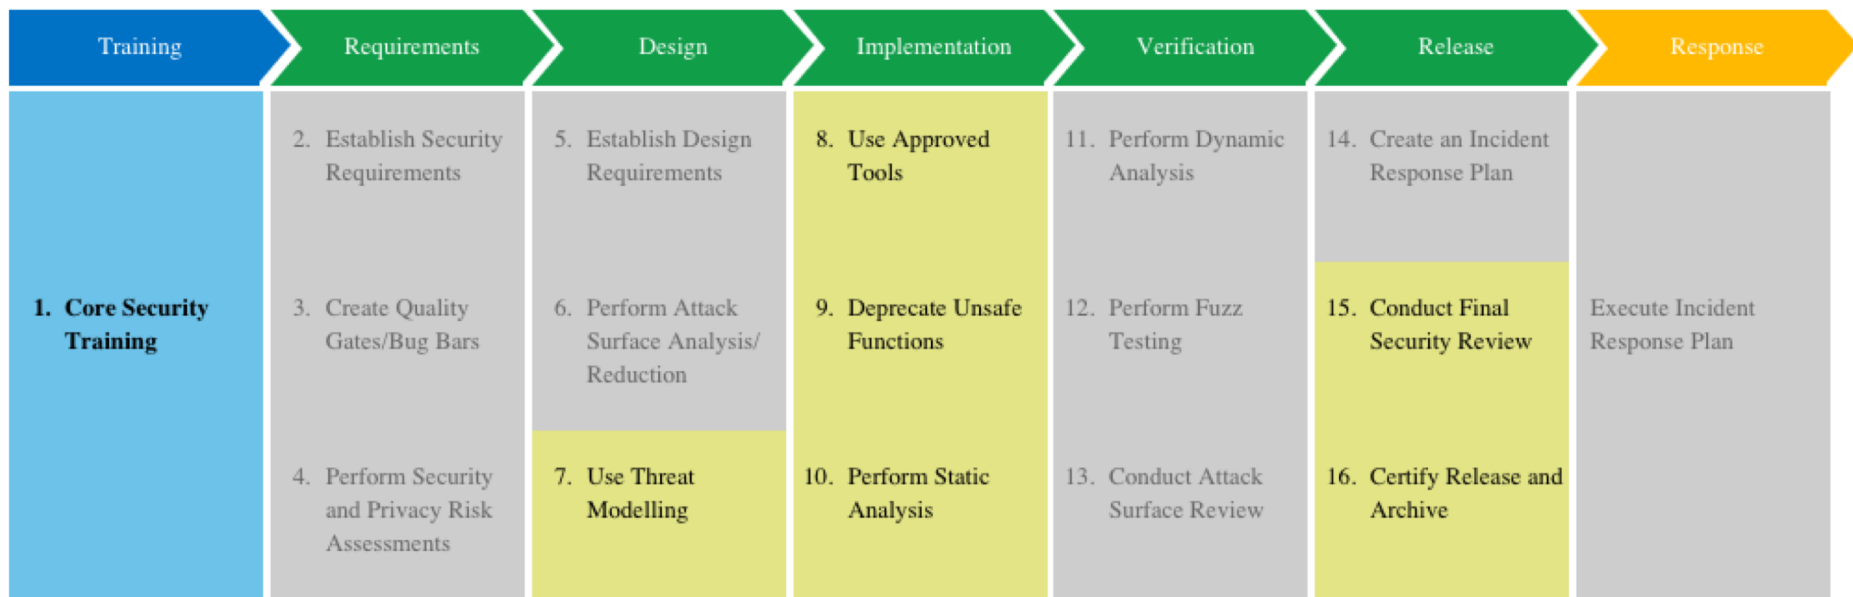 Training
Requirements
Design
Implementation
Verification
Release
Response
1. Core Security
Training
2. Establish Security
Requirements
3. Create Quality
Gates/Bug Bars
4. Perform Security
and Privacy Risk
Assessments
5. Establish Design
Requirements
6. Perform Attack
Surface Analysis/
Reduction
7. Use Threat
Modelling
8. Use Approved
Tools
9. Deprecate Unsafe
Functions
10. Perform Static
Analysis
11. Perform Dynamic
Analysis
12. Perform Fuzz
Testing
13. Conduct Attack
Surface Review
14. Create an Incident
Response Plan
15. Conduct Final
Security Review
16. Certify Release and
Archive
Execute Incident
Response Plan